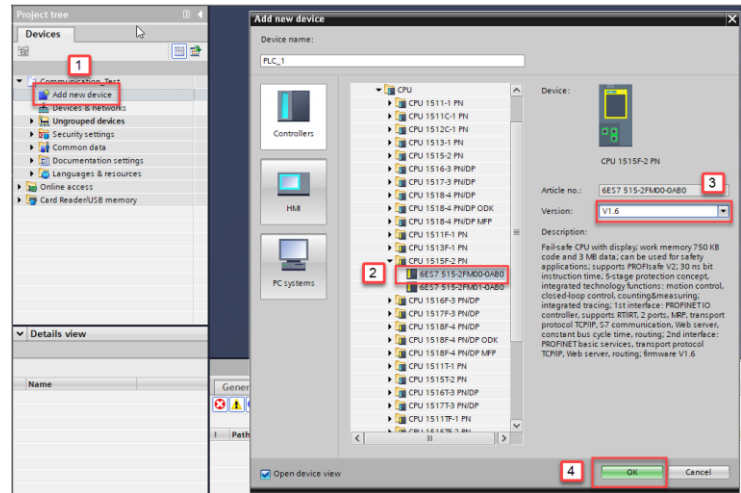 Project tree
Devices
1
Communication_Test
Add new device
Devices & networks
Ungrouped devices
Security settings
Common data
Documentation settings
Languages & resources
Online access
Card Reader/USB memory
Details view
Name
Gener
!
Path
Add new device
Device name:
PLC_1
Controllers
HMI
PC systems
CPU
CPU 1511-1 PN
CPU 1511C-1 PN
CPU 1512C-1 PN
CPU 1513-1 PN
CPU 1515-2 PN
CPU 1516-3 PN/DP
CPU 1517-3 PN/DP
CPU 1518-4 PN/DP
CPU 1518-4 PN/DP ODK
CPU 1518-4 PN/DP MFP
CPU 1511F-1 PN
CPU 1513F-1 PN
CPU 1515F-2 PN
2
6ES7 515-2FM00-0AB0
6ES7 515-2FM01-0AB0
CPU 1516F-3 PN/DP
CPU 1517F-3 PN/DP
CPU 1518F-4 PN/DP
CPU 1518F-4 PN/DP ODK
CPU 1518F-4 PN/DP MFP
CPU 1511T-1 PN
CPU 1515T-2 PN
CPU 1516T-3 PN/DP
CPU 1517T-3 PN/DP
CPU 1511TF-1 PN
CPU 1515TF-2 PN
Device:
CPU 1515F-2 PN
3
Article no.:
6ES7 515-2FM00-0AB0
Version:
V1.6
Description:
Fail-safe CPU with display; work memory 750 KB
code and 3 MB data; can be used for safety
applications; supports PROFIsafe V2; 30 ns bit
instruction time; 5-stage protection concept,
integrated technology functions: motion control,
closed-loop control, counting&measuring;
integrated tracing; 1st interface: PROFINET IO
controller, supports RT/IRT, 2 ports, MRP, transport
protocol TCP/IP, S7 communication, Web server,
constant bus cycle time, routing; 2nd interface:
PROFINET basic services, transport protocol
TCP/IP, Web server, routing; firmware V1.6
Open device view
4
OK
Cancel